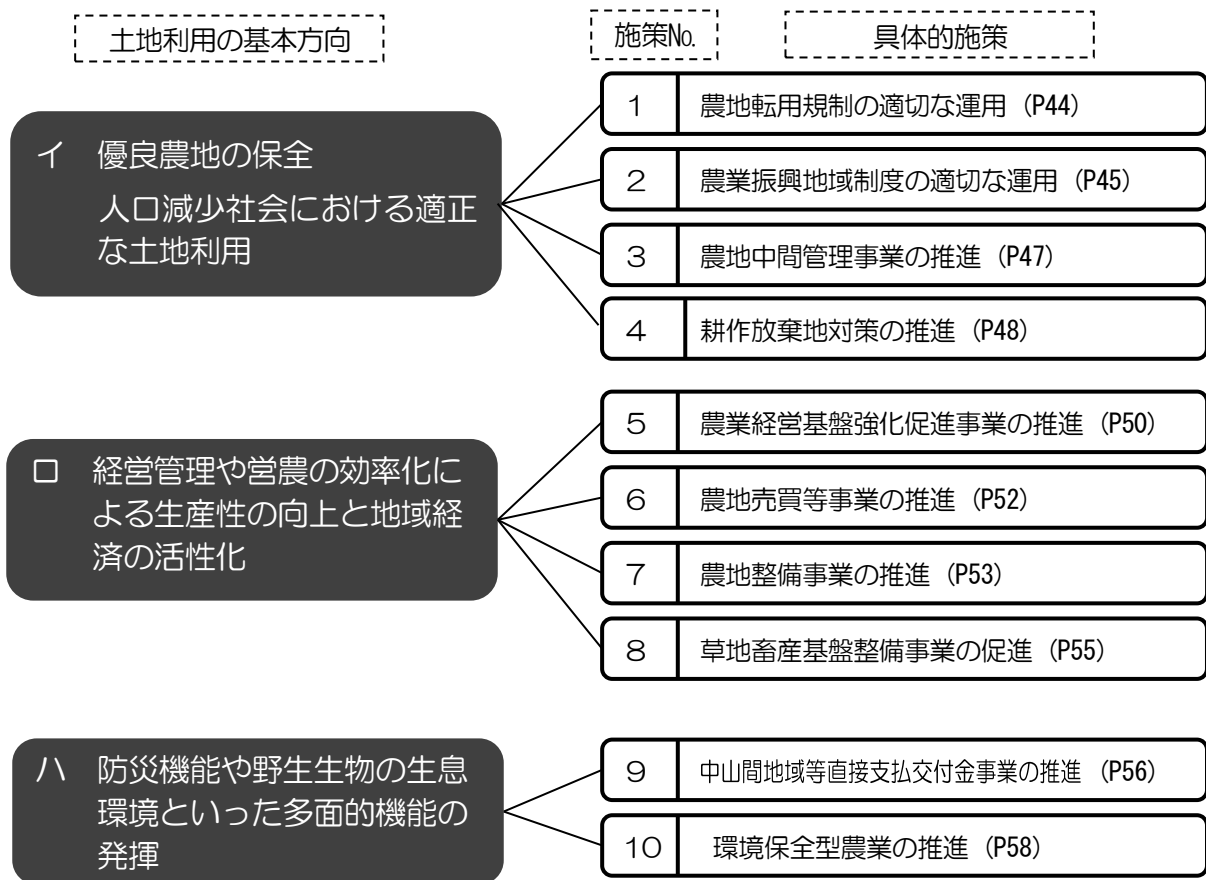 土地利用の基本方向
施策No.
具体的施策
イ 優良農地の保全
人口減少社会における適正
な土地利用
1 農地転用規制の適切な運用 (P44)
2 農業振興地域制度の適切な運用 (P45)
3 農地中間管理事業の推進 (P47)
4 耕作放棄地対策の推進 (P48)
ロ 経営管理や営農の効率化に
よる生産性の向上と地域経
済の活性化
5 農業経営基盤強化促進事業の推進 (P50)
6 農地売買等事業の推進 (P52)
7 農地整備事業の推進 (P53)
8 草地畜産基盤整備事業の促進 (P55)
ハ 防災機能や野生生物の生息
環境といった多面的機能の
発揮
9 中山間地域等直接支払交付金事業の推進 (P56)
10 環境保全型農業の推進 (P58)